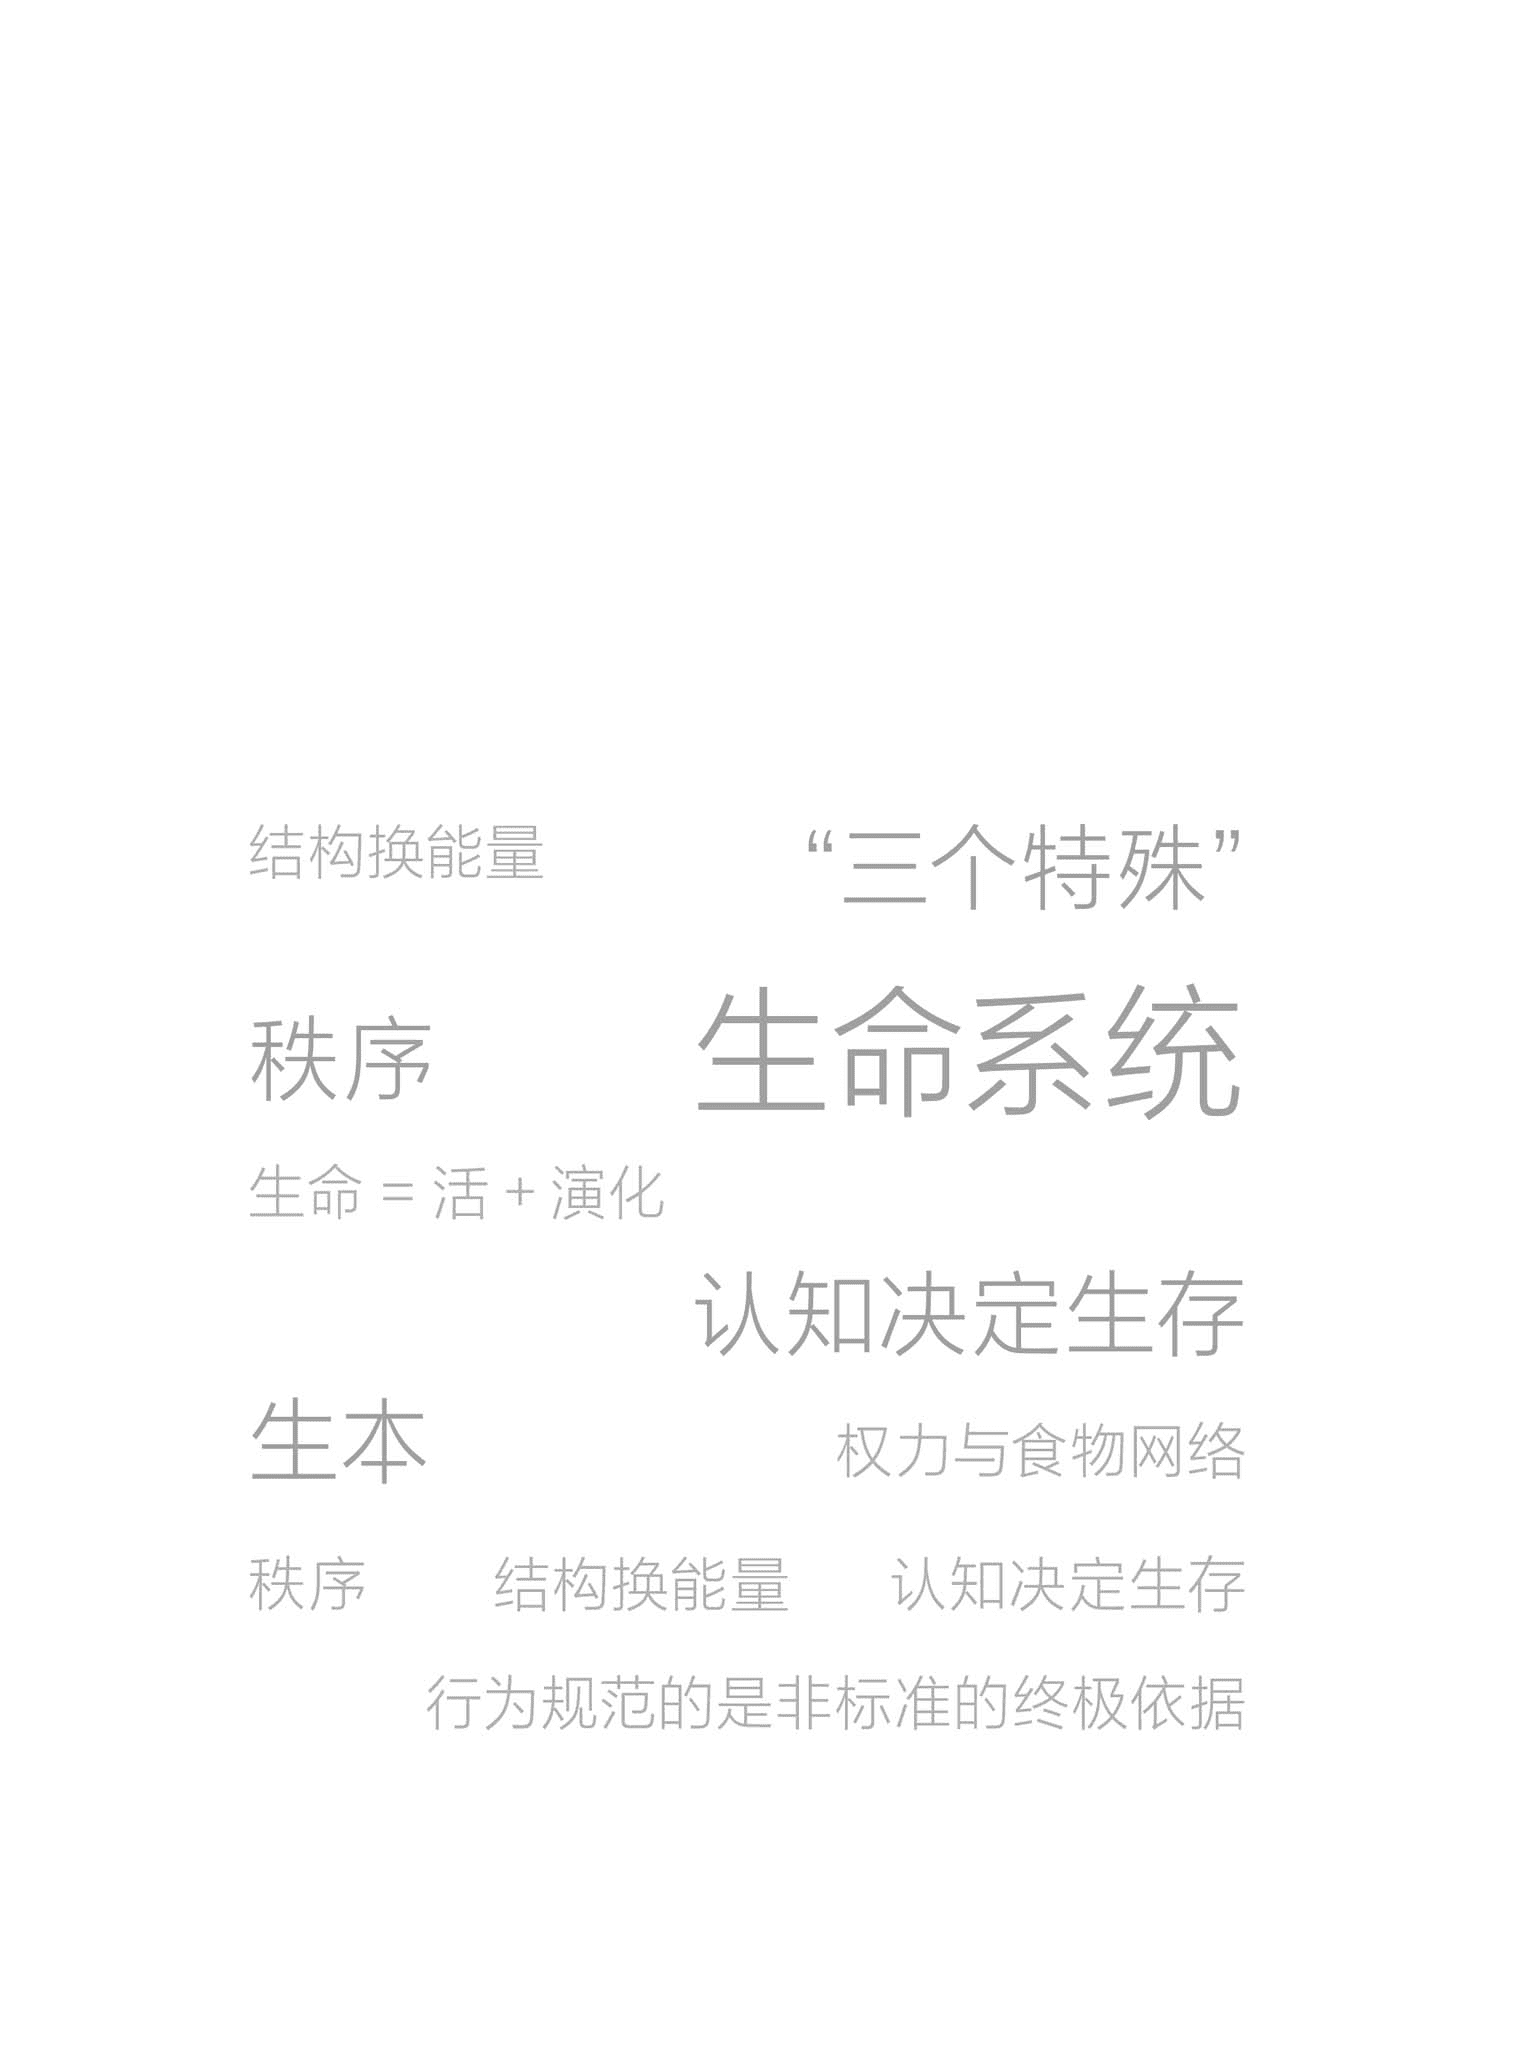 结构换能量
“三个特殊”
秩序
生命系统
生命 = 活 + 演化
认知决定生存
生本
权力与食物网络
秩序 结构换能量 认知决定生存
行为规范的是非标准的终极依据